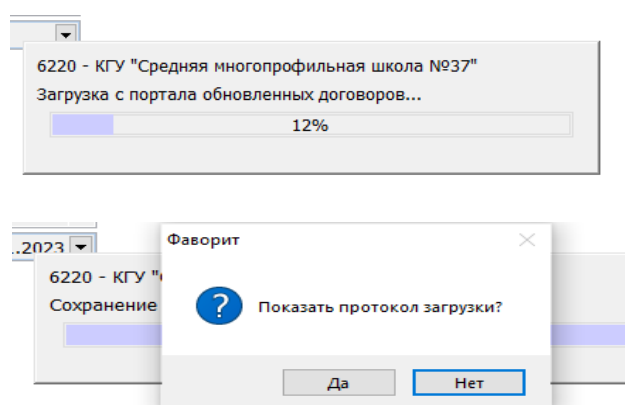 6220 - КГУ "Средняя многопрофильная школа №37"
Загрузка с портала обновленных договоров...
12%
..2023
Фаворит
6220 - КГУ "
Сохранение
Показать протокол загрузки?
Да
Нет